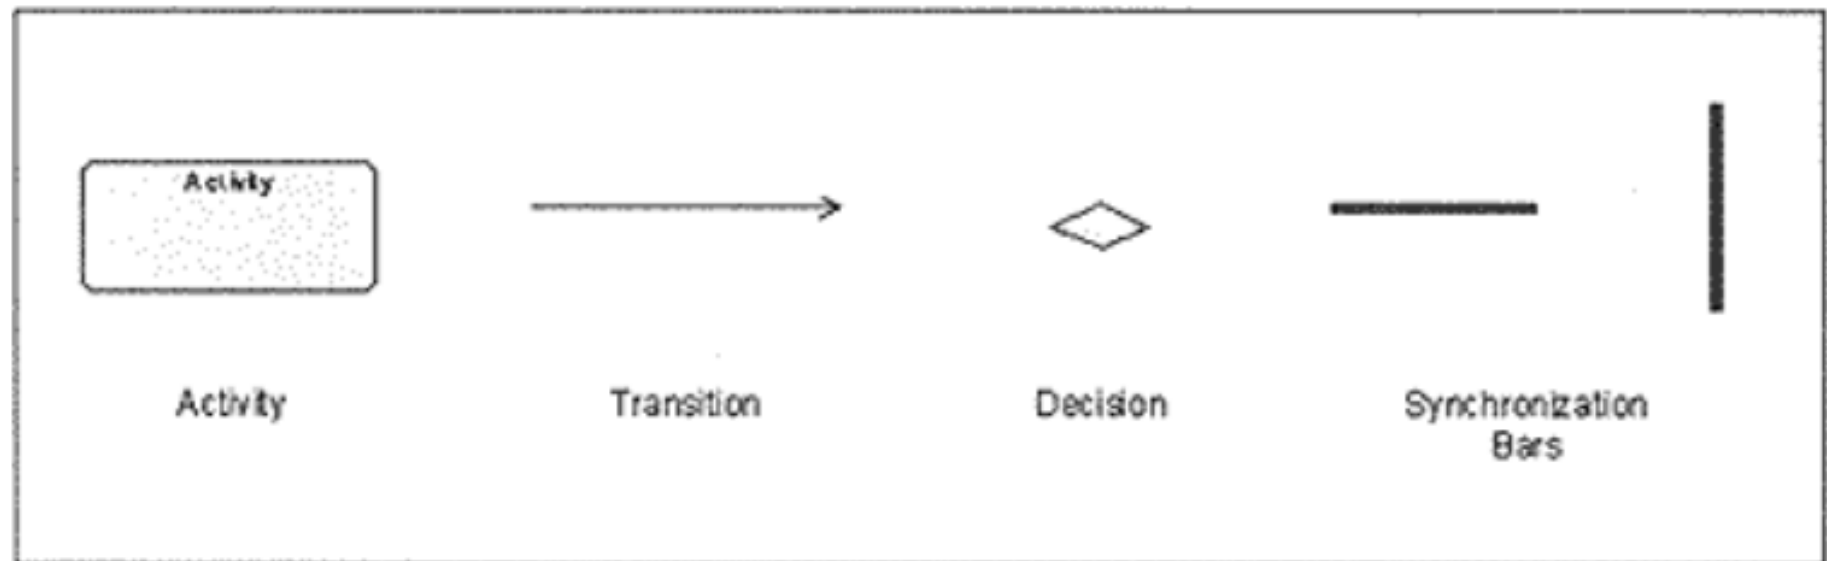 Activity
Activity
Transition
Decision
Synchronization
Bars